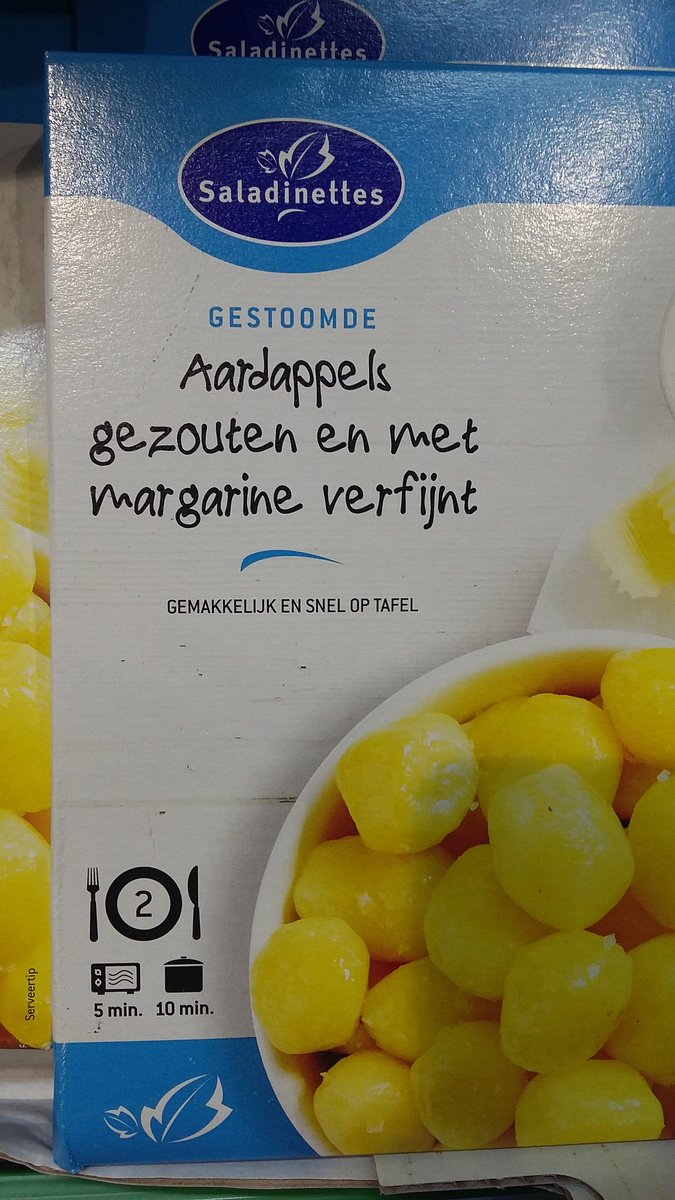 Saladinettes
Saladinettes
GESTOOMDE
Aardappels
gezouten en met
margarine verfijnt
GEMAKKELIJK EN SNEL OP TAFEL
2
5 min. 10 min.
Serveertip